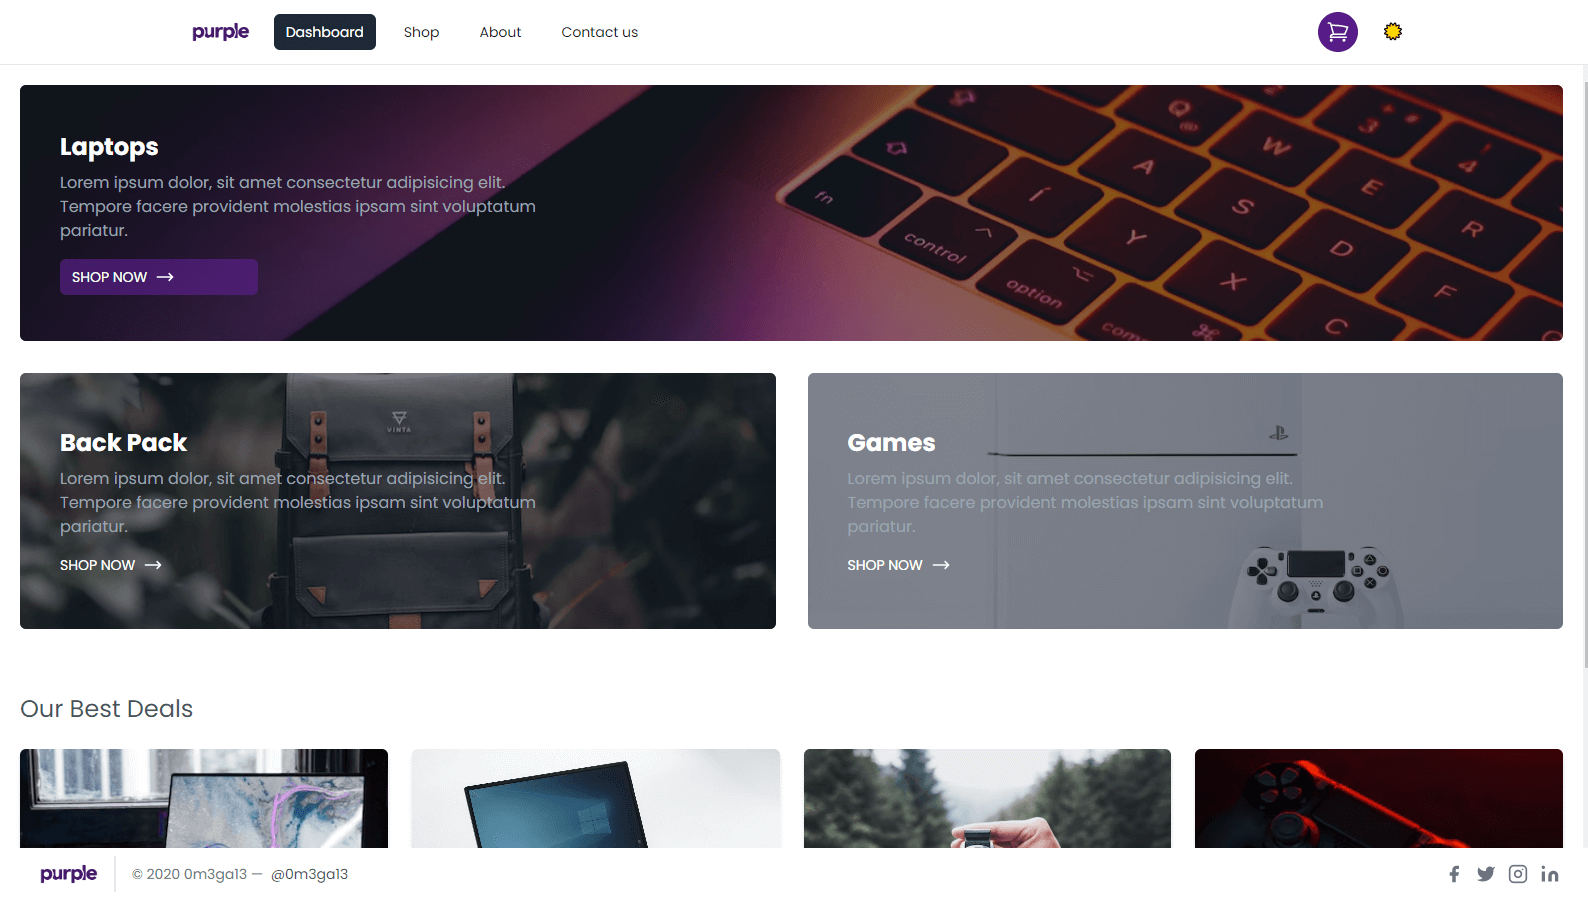 purple
Dashboard
Shop
About
Contact us
Laptops
Lorem ipsum dolor, sit amet consectetur adipisicing elit.
Tempore facere provident molestias ipsam sint voluptatum
pariatur.
SHOP NOW
Q
W
3
4
A
S
E
R
fn
control
Y
D
option
X
F
C
⌘
Back Pack
VINTA
Lorem ipsum dolor, sit amet consectetur adipisicing elit.
Tempore facere provident molestias ipsam sint voluptatum
pariatur.
SHOP NOW
Games
Lorem ipsum dolor, sit amet consectetur adipisicing elit.
Tempore facere provident molestias ipsam sint voluptatum
pariatur.
SHOP NOW
Our Best Deals
purple
© 2020 0m3ga13 — @0m3ga13